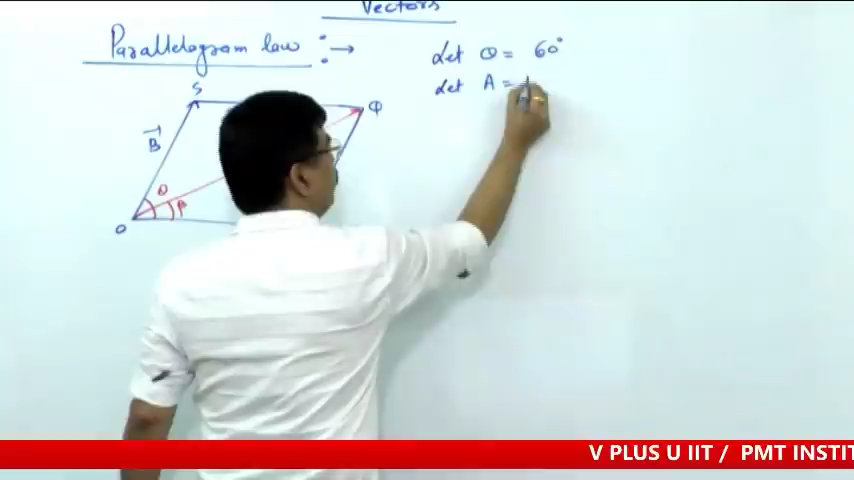 Vectors
Parallelogram law :→
Let θ = 60°
Let A =
S
Q
B
θ
β
O
V PLUS U IIT / PMT INSTIT